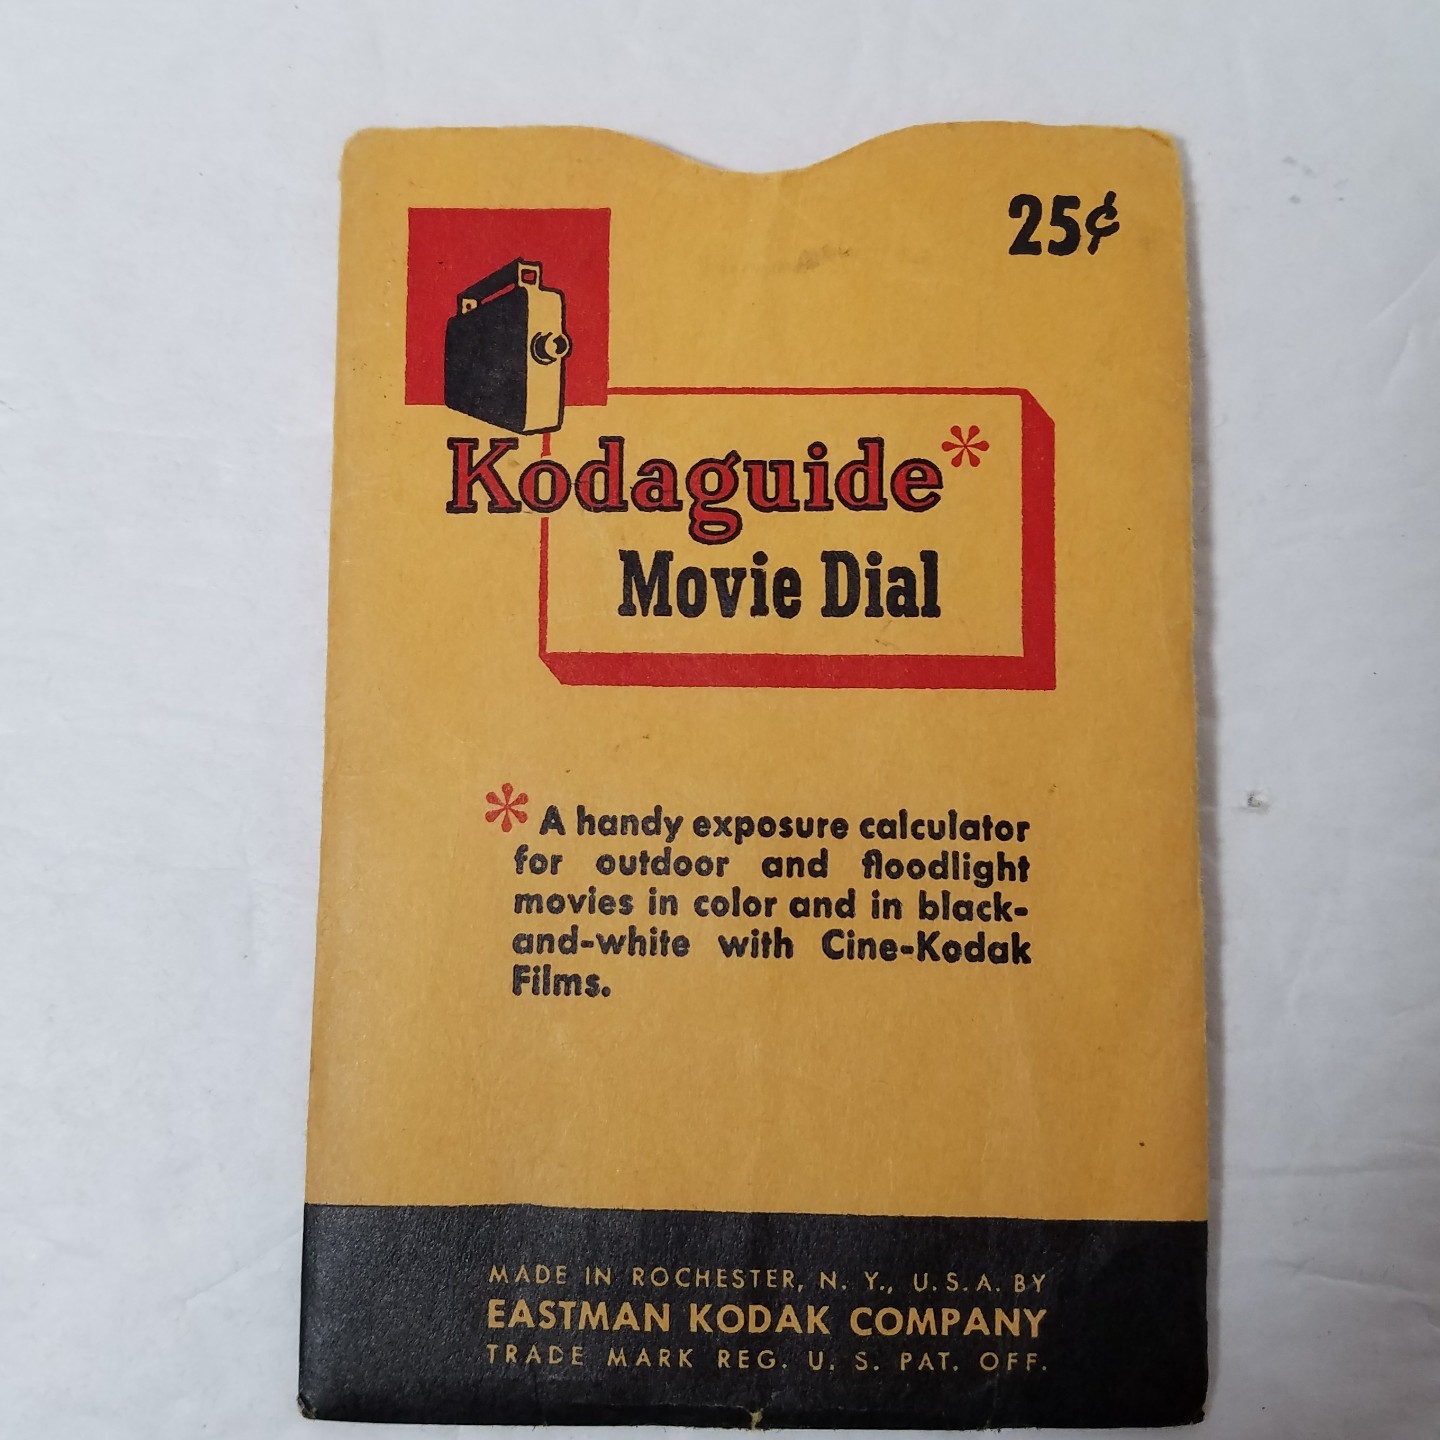 25¢
Kodaguide*
Movie Dial
* A handy exposure calculator
for outdoor and floodlight
movies in color and in black-
and-white with Cine-Kodak
Films.
MADE IN ROCHESTER, N. Y., U.S.A. BY
EASTMAN KODAK COMPANY
TRADE MARK REG. U. S. PAT. OFF.